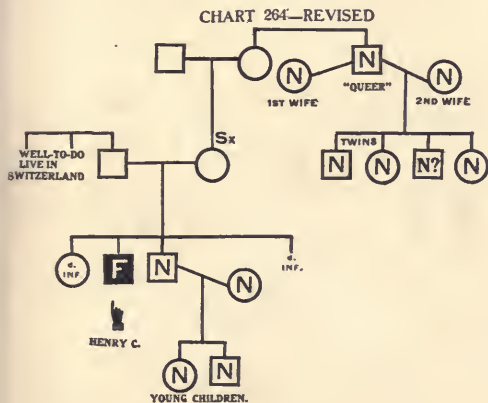 CHART 264—REVISED
N
N
N
1ST WIFE
"QUEER"
2ND WIFE
Sx
TWINS
WELL-TO-DO
LIVE IN
SWITZERLAND
N
N
N?
N
d.
INF.
F
N
d.
INF.
N
HENRY C.
N
N
YOUNG CHILDREN.